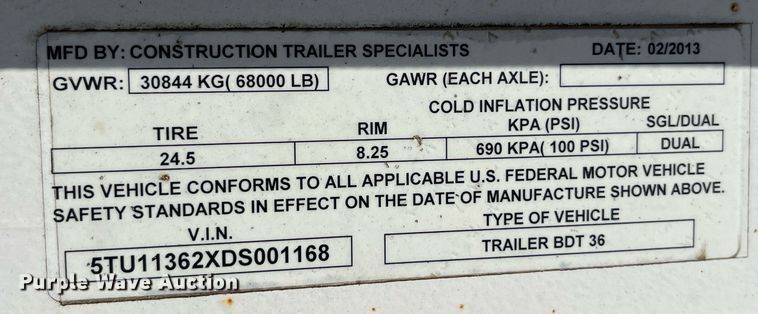 MFD BY: CONSTRUCTION TRAILER SPECIALISTS DATE: 02/2013
GVWR: 30844 KG( 68000 LB) GAWR (EACH AXLE):
COLD INFLATION PRESSURE
TIRE RIM KPA (PSI) SGL/DUAL
24.5 8.25 690 KPA( 100 PSI) DUAL
THIS VEHICLE CONFORMS TO ALL APPLICABLE U.S. FEDERAL MOTOR VEHICLE
SAFETY STANDARDS IN EFFECT ON THE DATE OF MANUFACTURE SHOWN ABOVE.
V.I.N. TYPE OF VEHICLE
5TU11362XDS001168 TRAILER BDT 36
Purple Wave Auction